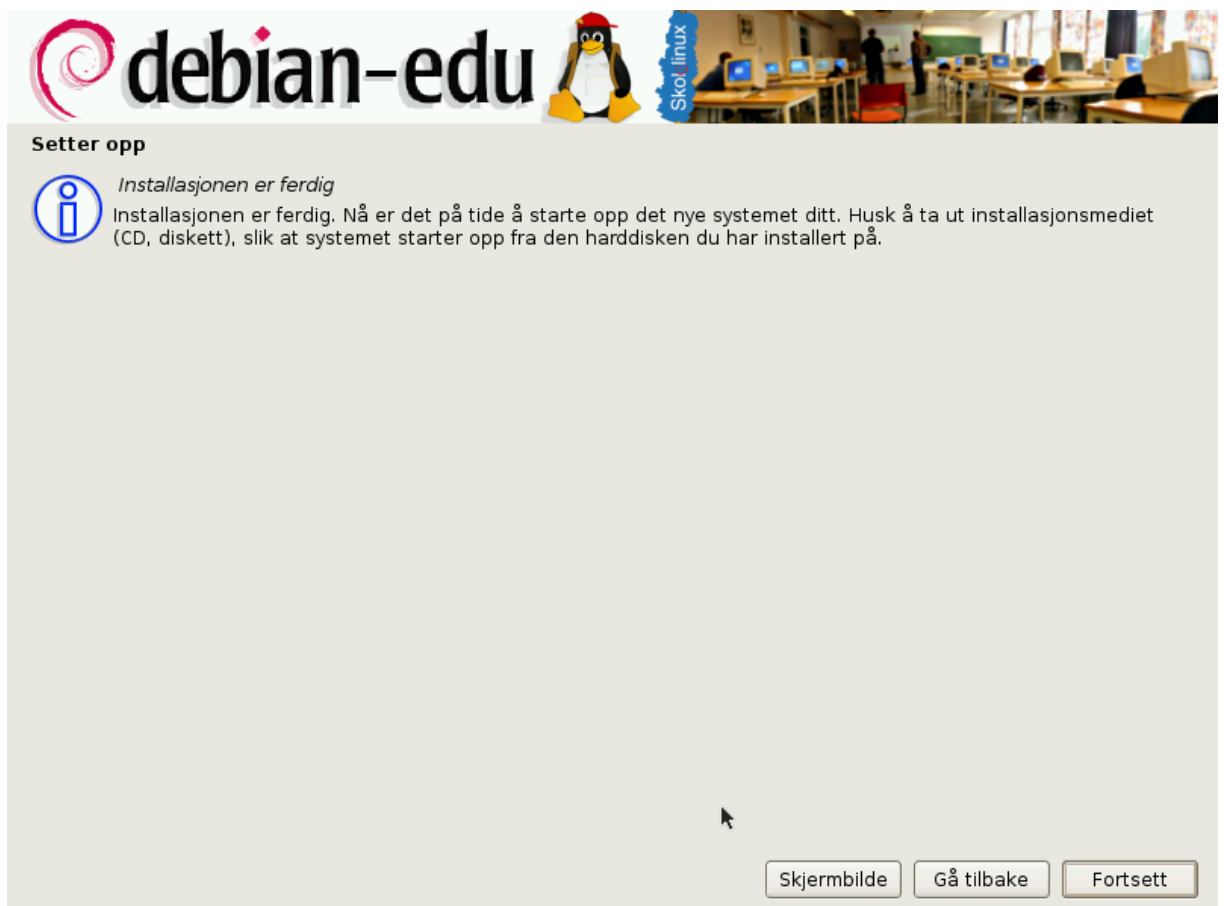 debian-edu
Skolelinux
Setter opp
Installasjonen er ferdig
Installasjonen er ferdig. Nå er det på tide å starte opp det nye systemet ditt. Husk å ta ut installasjonsmediet
(CD, diskett), slik at systemet starter opp fra den harddisken du har installert på.
Skjermbilde
Gå tilbake
Fortsett